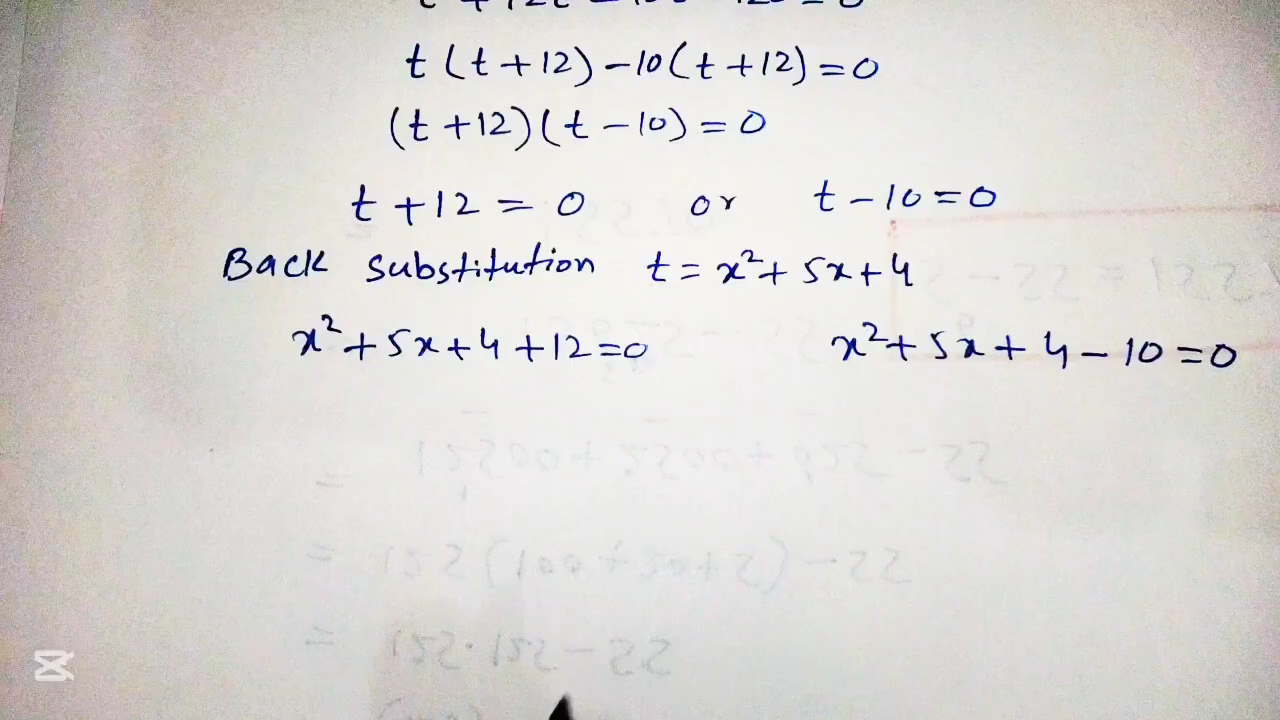 t(t+12)-10(t+12)=0
(t+12)(t-10)=0
t+12=0 or t-10=0
Back substitution t=x²+5x+4
x²+5x+4+12=0 x²+5x+4-10=0